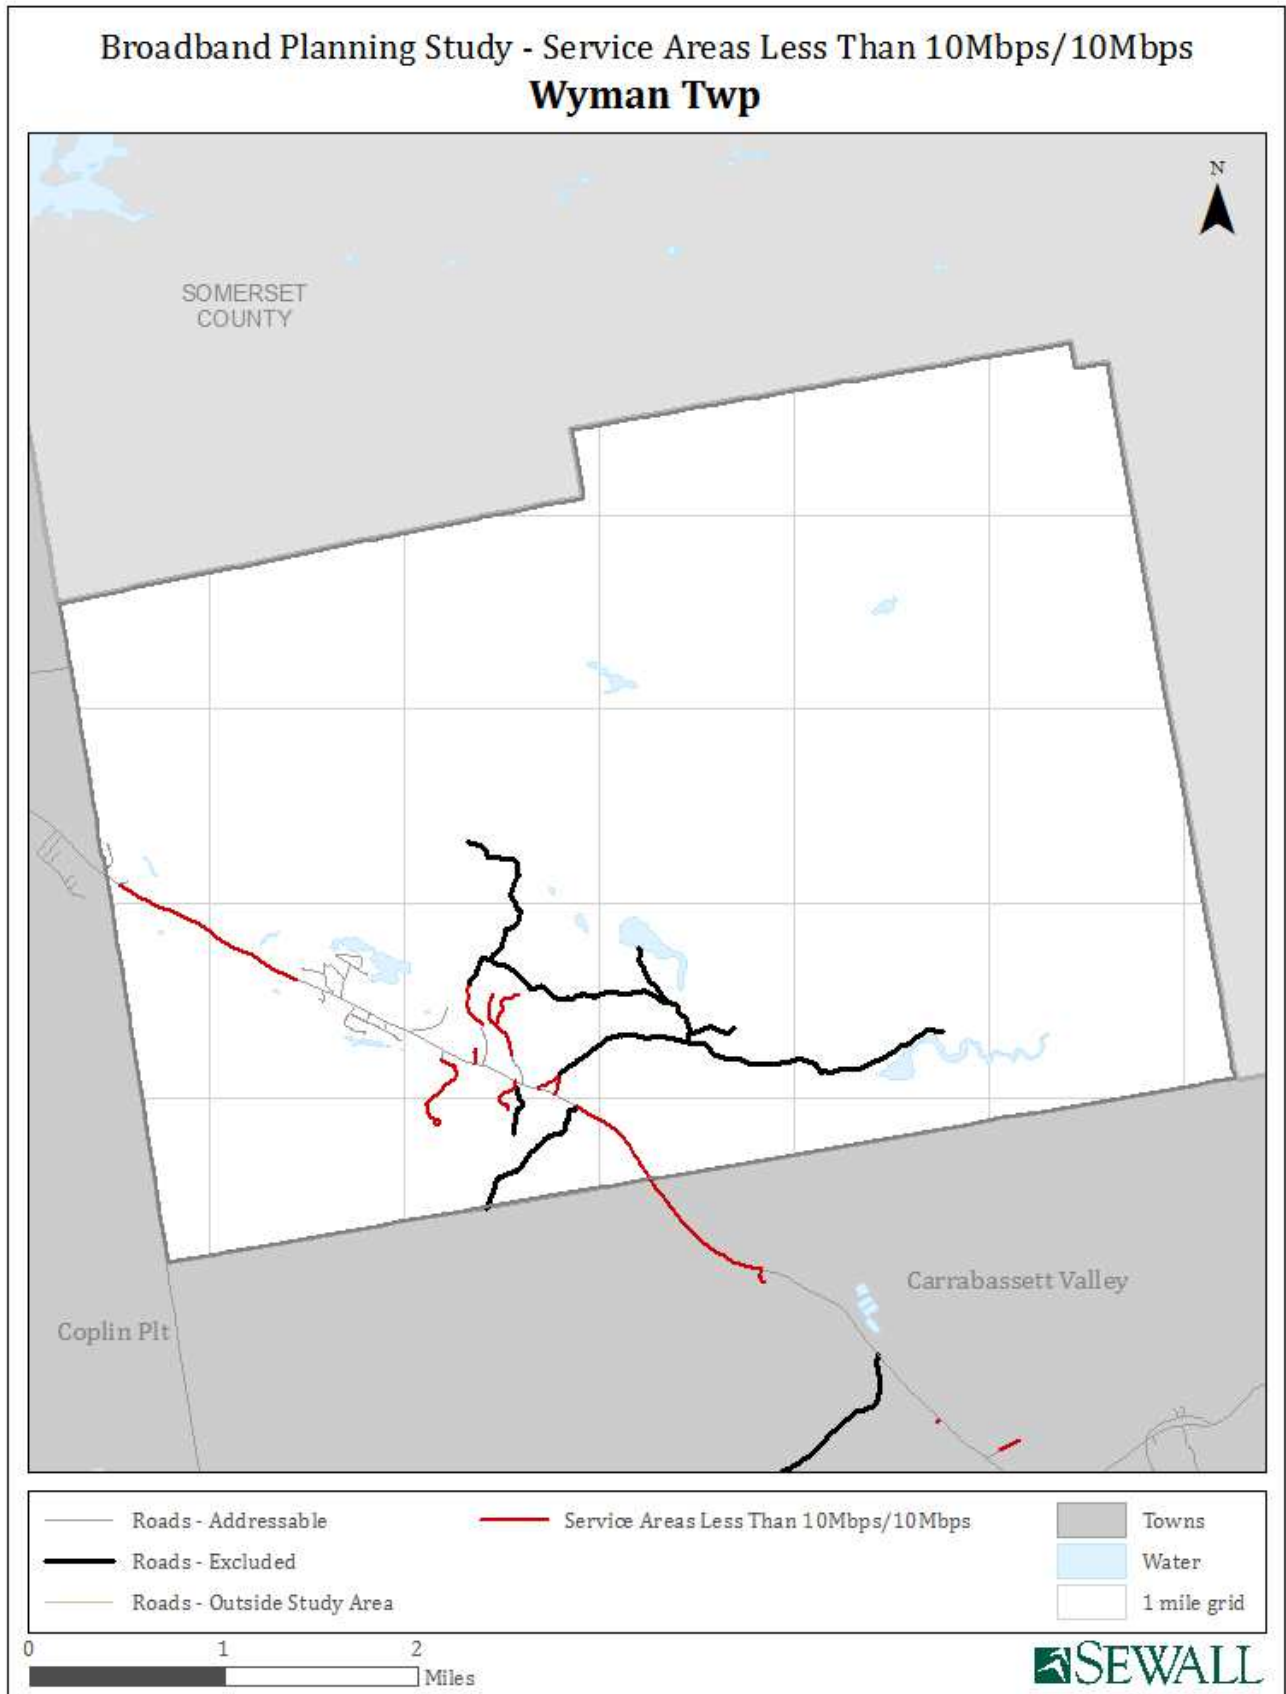 Broadband Planning Study - Service Areas Less Than 10Mbps/10Mbps
Wyman Twp
N
SOMERSET
COUNTY
Carrabassett Valley
Coplin Plt
Roads - Addressable
Roads - Excluded
Roads - Outside Study Area
Service Areas Less Than 10Mbps/10Mbps
Towns
Water
1 mile grid
0 1 2
Miles
SEWALL